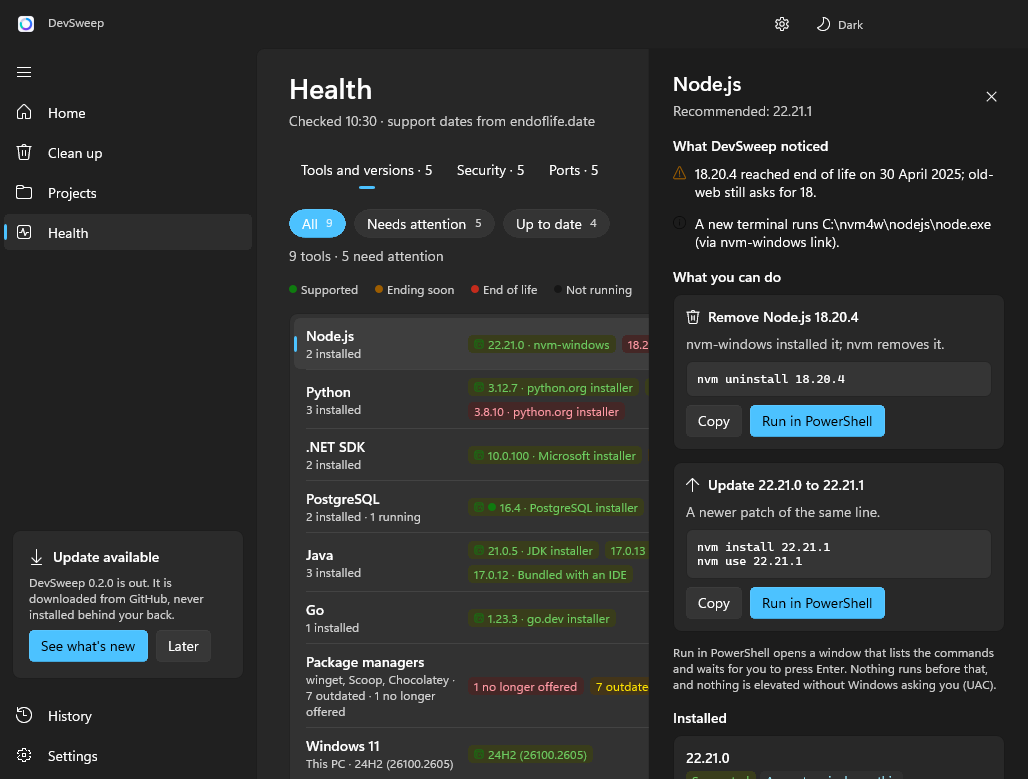 DevSweep
Dark
Home
Clean up
Projects
Health
Update available
DevSweep 0.2.0 is out. It is
downloaded from GitHub, never
installed behind your back.
See what's new
Later
History
Settings
Health
Checked 10:30 · support dates from endoflife.date
Tools and versions · 5
Security · 5
Ports · 5
All 9
Needs attention 5
Up to date 4
9 tools · 5 need attention
Supported
Ending soon
End of life
Not running
Node.js
2 installed
22.21.0 · nvm-windows
18.2
Python
3 installed
3.12.7 · python.org installer
3.8.10 · python.org installer
.NET SDK
2 installed
10.0.100 · Microsoft installer
PostgreSQL
2 installed · 1 running
16.4 · PostgreSQL installer
Java
3 installed
21.0.5 · JDK installer
17.0.13
17.0.12 · Bundled with an IDE
Go
1 installed
1.23.3 · go.dev installer
Package managers
winget, Scoop, Chocolatey ·
7 outdated · 1 no longer
offered
1 no longer offered
7 outdate
Windows 11
This PC · 24H2 (26100.2605)
24H2 (26100.2605)
Node.js
Recommended: 22.21.1
What DevSweep noticed
18.20.4 reached end of life on 30 April 2025; old-
web still asks for 18.
A new terminal runs C:\nvm4w\nodejs\node.exe
(via nvm-windows link).
What you can do
Remove Node.js 18.20.4
nvm-windows installed it; nvm removes it.
nvm uninstall 18.20.4
Copy
Run in PowerShell
Update 22.21.0 to 22.21.1
A newer patch of the same line.
nvm install 22.21.1
nvm use 22.21.1
Copy
Run in PowerShell
Run in PowerShell opens a window that lists the commands
and waits for you to press Enter. Nothing runs before that,
and nothing is elevated without Windows asking you (UAC).
Installed
22.21.0